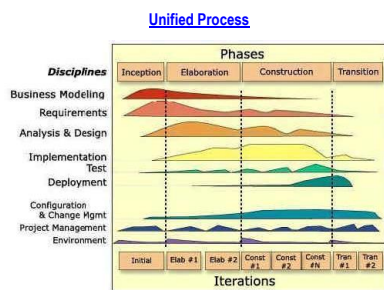 Unified Process
Phases
Disciplines Inception Elaboration Construction Transition
Business Modeling
Requirements
Analysis & Design
Implementation
Test
Deployment
Configuration
& Change Mgmt
Project Management
Environment
Initial Elab #1 Elab #2 Const #1 Const #2 Const #N Tran #1 Tran #2
Iterations